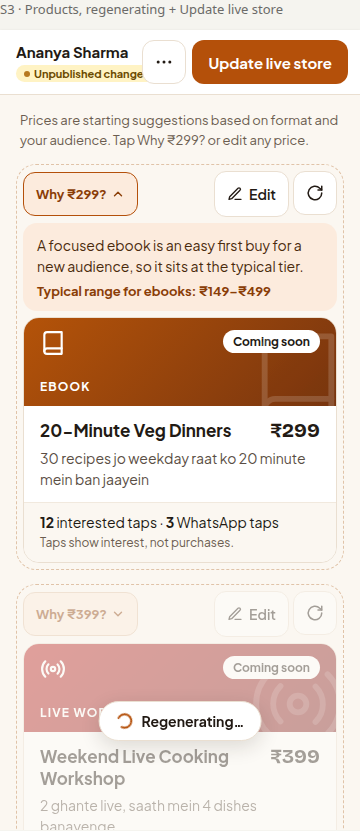 S3 · Products, regenerating + Update live store
Ananya Sharma
Unpublished change
Update live store
Prices are starting suggestions based on format and
your audience. Tap Why ₹299? or edit any price.
Why ₹299?
Edit
A focused ebook is an easy first buy for a
new audience, so it sits at the typical tier.
Typical range for ebooks: ₹149–₹499
Coming soon
EBOOK
20-Minute Veg Dinners ₹299
30 recipes jo weekday raat ko 20 minute
mein ban jaayein
12 interested taps · 3 WhatsApp taps
Taps show interest, not purchases.
Why ₹399?
Edit
Coming soon
LIVE WOR
Regenerating…
Weekend Live Cooking ₹399
Workshop
2 ghante live, saath mein 4 dishes
banayenge